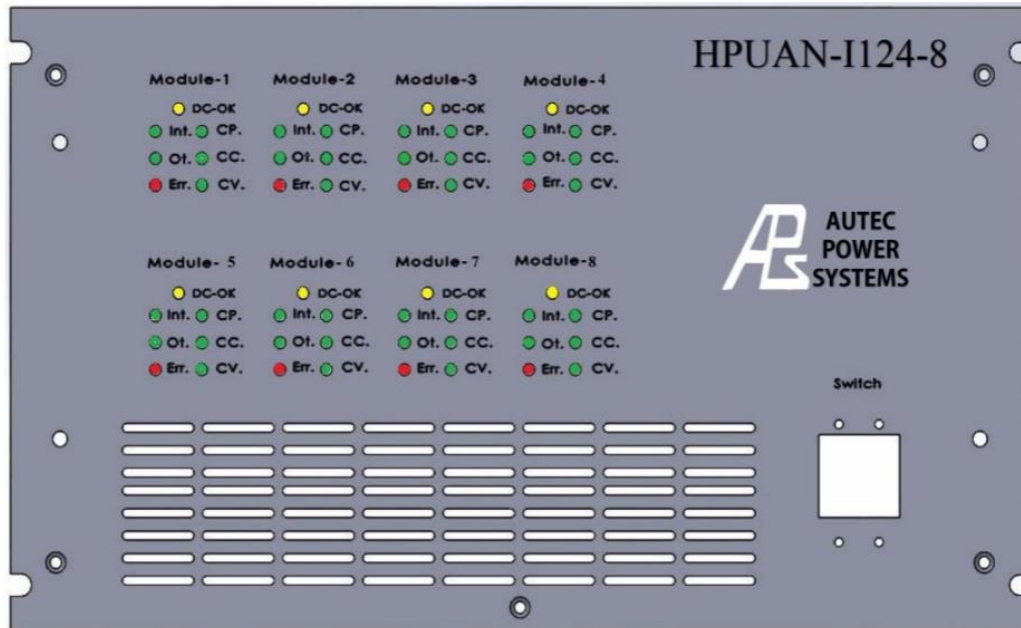 HPUAN-I124-8
Module-1 Module-2 Module-3 Module-4
DC-OK DC-OK DC-OK DC-OK
Int. CP. Int. CP. Int. CP. Int. CP.
Ot. CC. Ot. CC. Ot. CC. Ot. CC.
Err. CV. Err. CV. Err. CV. Err. CV.
APS AUTEC
POWER
SYSTEMS
Module- 5 Module- 6 Module- 7 Module-8
DC-OK DC-OK DC-OK DC-OK
Int. CP. Int. CP. Int. CP. Int. CP.
Ot. CC. Ot. CC. Ot. CC. Ot. CC.
Err. CV. Err. CV. Err. CV. Err. CV.
Switch